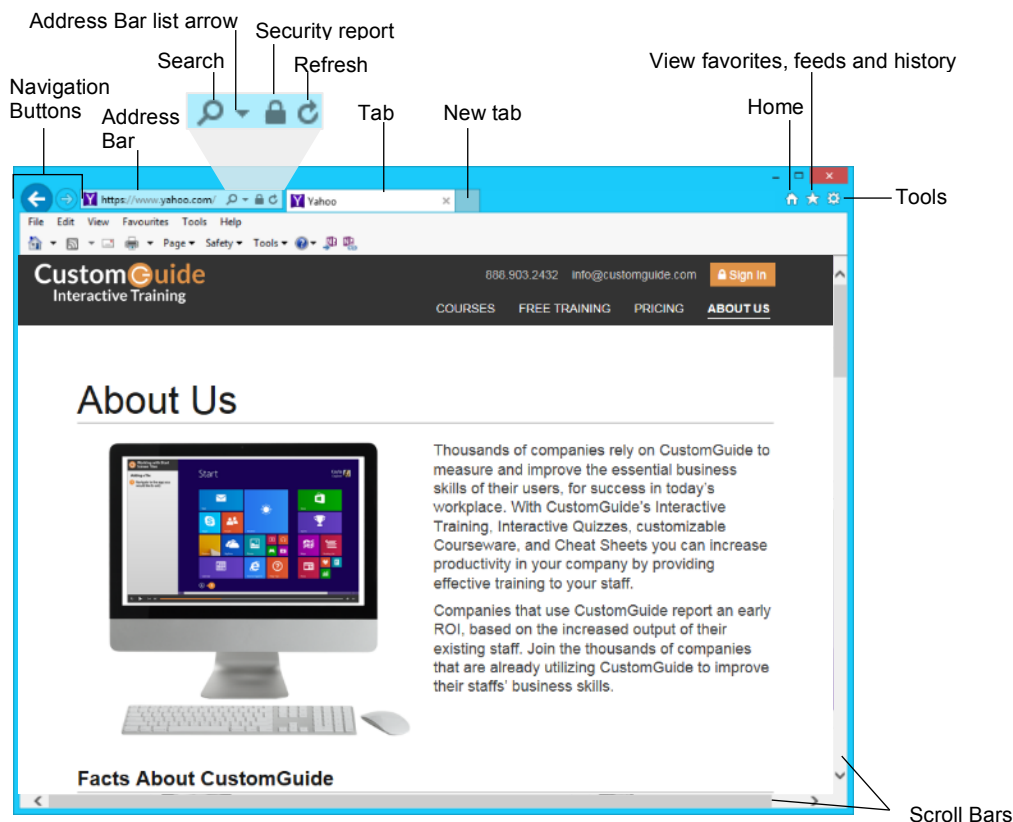 Address Bar list arrow
Security report
Search
Refresh
View favorites, feeds and history
Navigation
Buttons
Address
Bar
Tab
New tab
Home
Tools
https://www.yahoo.com/
Yahoo
File Edit View Favourites Tools Help
Page Safety Tools
CustomGuide
Interactive Training
888.903.2432 info@customguide.com Sign In
COURSES FREE TRAINING PRICING ABOUT US
About Us
Start
Thousands of companies rely on CustomGuide to
measure and improve the essential business
skills of their users, for success in today's
workplace. With CustomGuide's Interactive
Training, Interactive Quizzes, customizable
Courseware, and Cheat Sheets you can increase
productivity in your company by providing
effective training to your staff.
Companies that use CustomGuide report an early
ROI, based on the increased output of their
existing staff. Join the thousands of companies
that are already utilizing CustomGuide to improve
their staffs' business skills.
Facts About CustomGuide
Scroll Bars